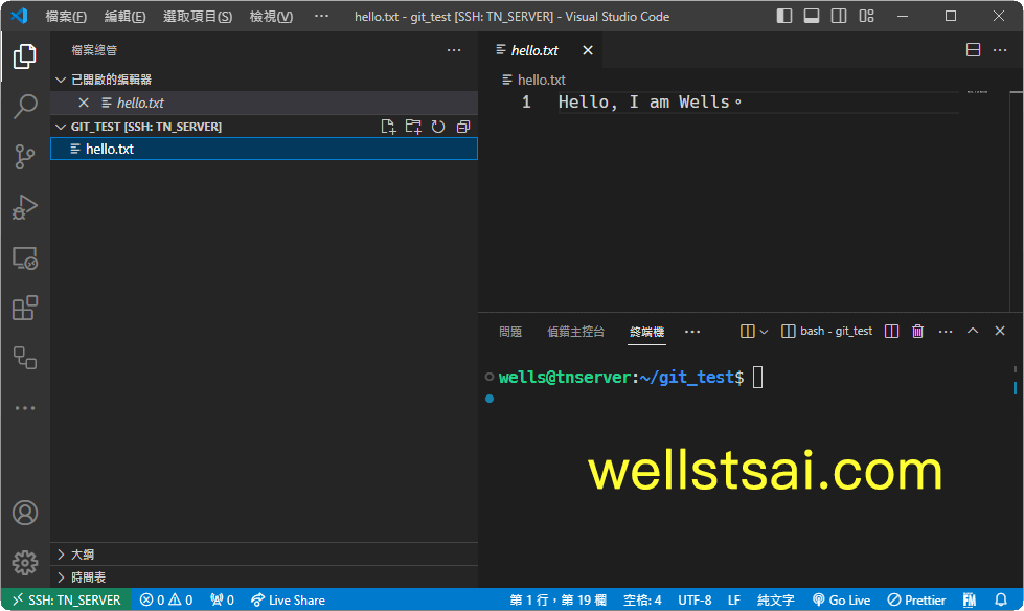 檔案(F) 編輯(E) 選取項目(S) 檢視(V) ··· hello.txt - git_test [SSH: TN_SERVER] - Visual Studio Code
檔案總管 ···
已開啟的編輯器
hello.txt
GIT_TEST [SSH: TN_SERVER]
hello.txt
大綱
時間表
hello.txt ···
hello.txt
1 Hello, I am Wells。
問題 偵錯主控台 終端機 ··· bash - git_test ···
wells@tnserver:~/git_test$
wellstsai.com
SSH: TN_SERVER 0 0 0 Live Share 第 1 行，第 19 欄 空格: 4 UTF-8 LF 純文字 Go Live Prettier FM